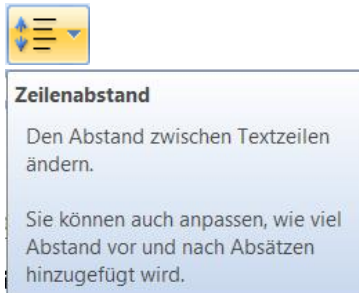 Zeilenabstand
Den Abstand zwischen Textzeilen
ändern.
Sie können auch anpassen, wie viel
Abstand vor und nach Absätzen
hinzugefügt wird.